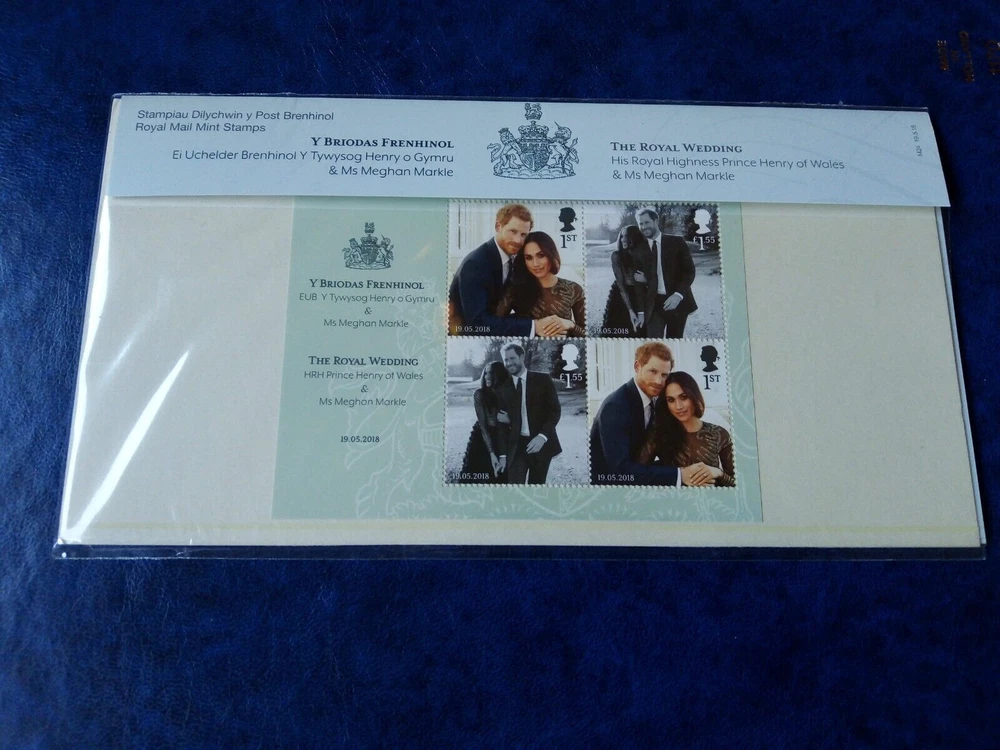 Stampiau Dilychwin y Post Brenhinol
Royal Mail Mint Stamps
Y Briodas Frenhinol
Ei Uchelder Brenhinol Y Tywysog Henry o Gymru
& Ms Meghan Markle
The Royal Wedding
His Royal Highness Prince Henry of Wales
& Ms Meghan Markle
Y Briodas Frenhinol
EUB Y Tywysog Henry o Gymru
&
Ms Meghan Markle
The Royal Wedding
HRH Prince Henry of Wales
&
Ms Meghan Markle
19.05.2018
1ST
19.05.2018
£1.55
19.05.2018
£1.55
19.05.2018
1ST
19.05.2018